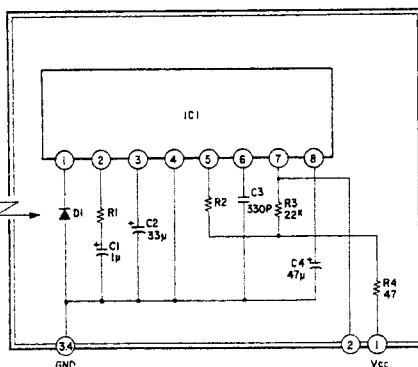 IC1
1 2 3 4 5 6 7 8
D1
R1
C1
1μ
C2
33μ
R2
C3
330P
R3
22K
C4
47μ
R4
47
3.4 2 1
GND Vcc